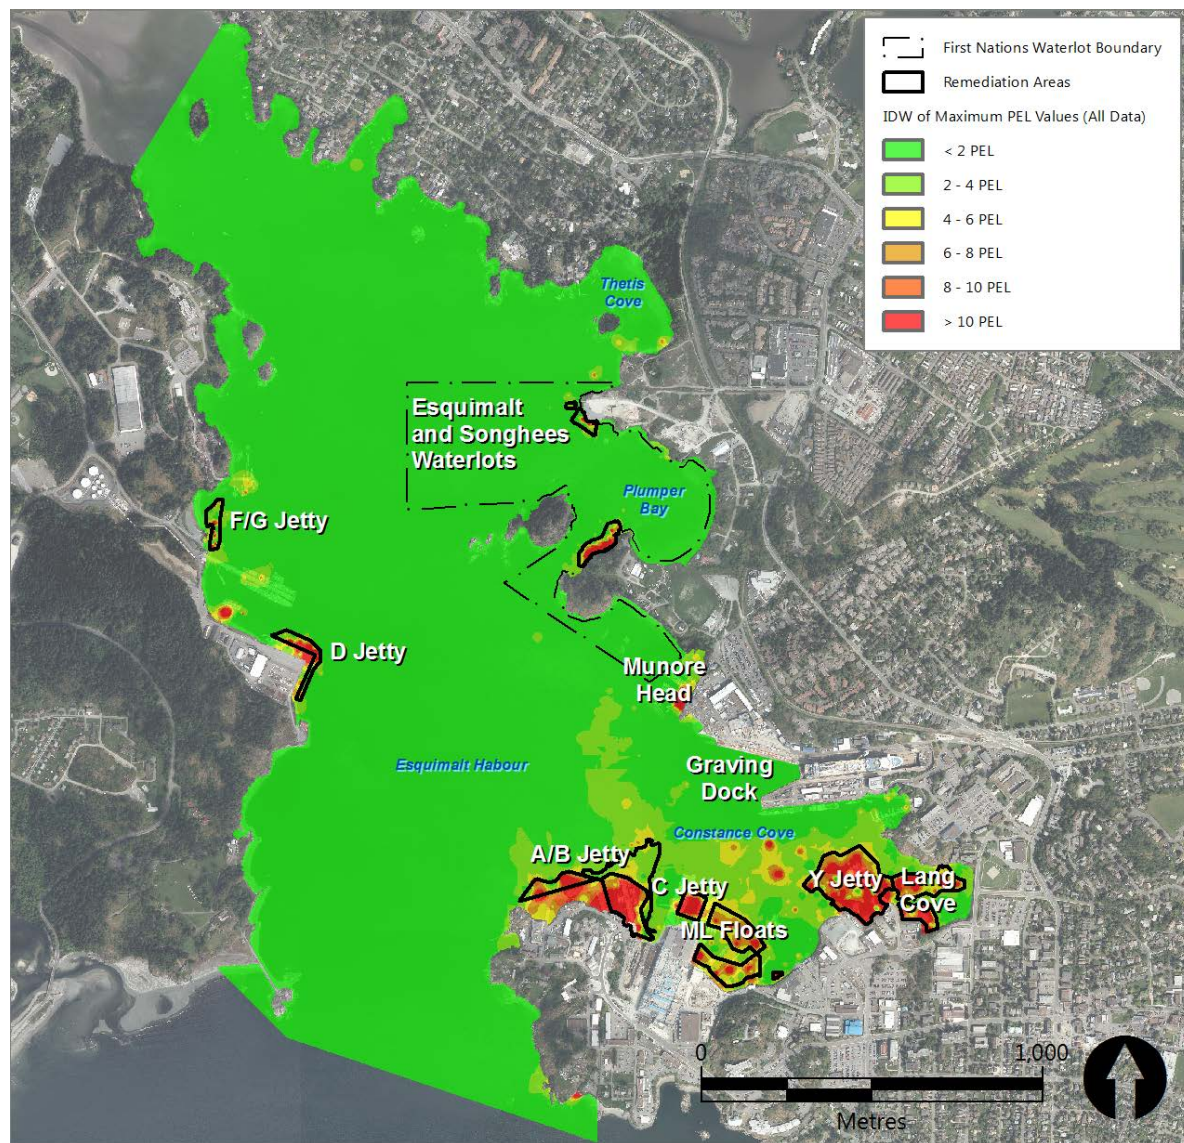 First Nations Waterlot Boundary
Remediation Areas
IDW of Maximum PEL Values (All Data)
< 2 PEL
2 - 4 PEL
4 - 6 PEL
6 - 8 PEL
8 - 10 PEL
> 10 PEL
Thetis
Cove
Esquimalt
and Songhees
Waterlots
Plumper
Bay
F/G Jetty
D Jetty
Munore
Head
Esquimalt Habour
Graving
Dock
Constance Cove
A/B Jetty
C Jetty
Y Jetty
Lang
Cove
ML Floats
0
1,000
Metres